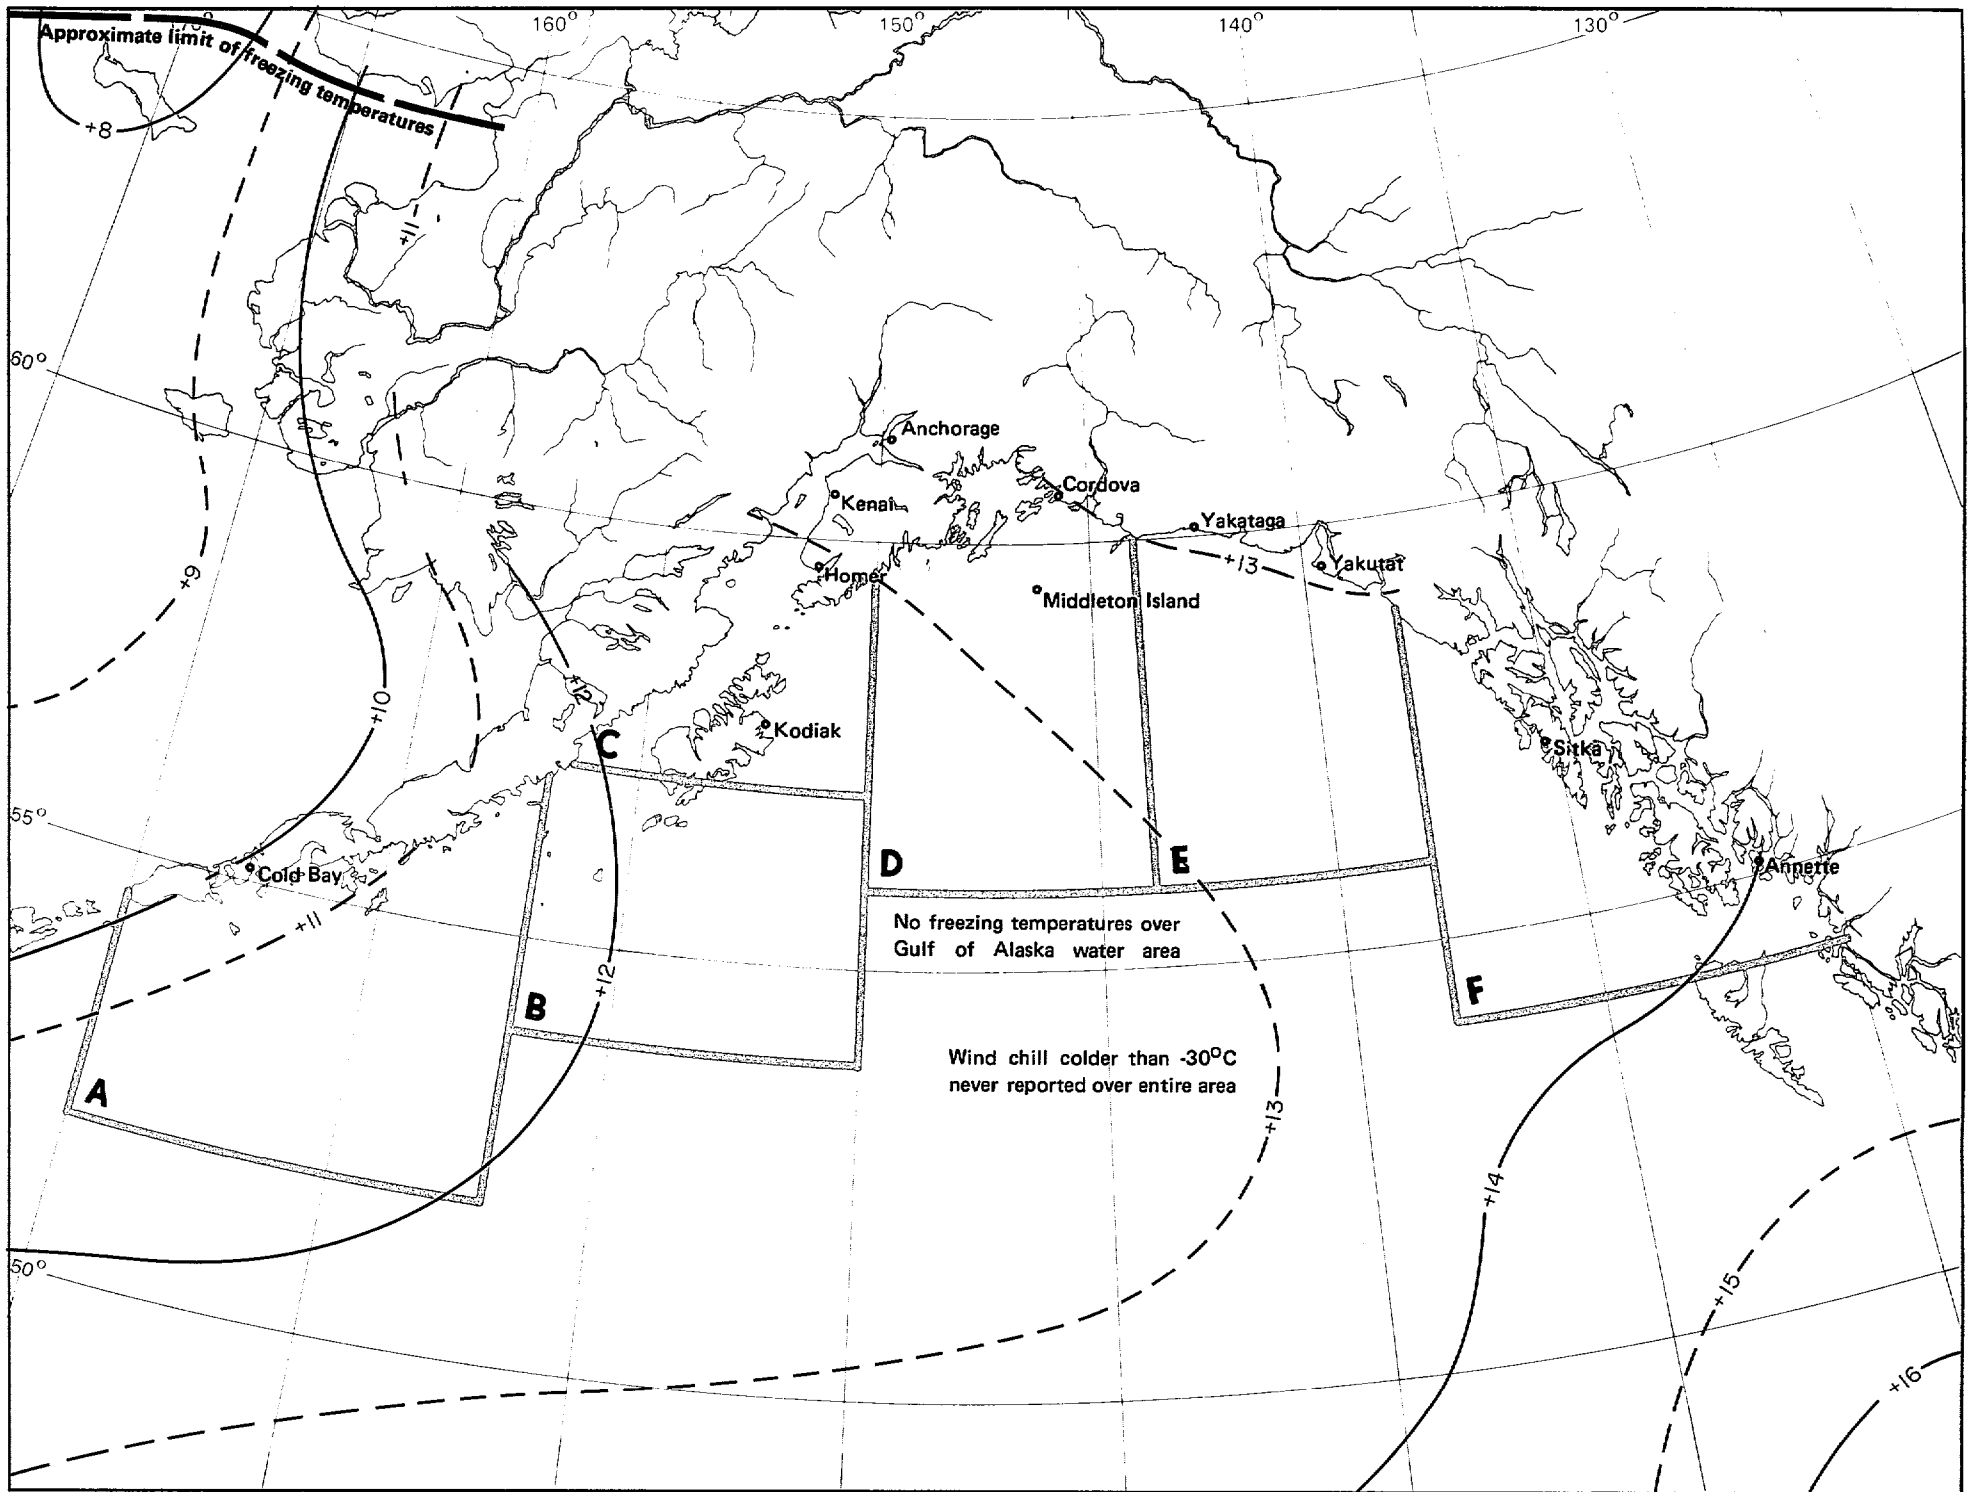 170°
160°
150°
140°
130°
Approximate limit of freezing temperatures
+8
+11
60°
+9
Anchorage
Kenai
Cordova
Yakataga
+13
Yakutat
Homer
Middleton Island
+12
+10
C
Kodiak
Sitka
55°
Cold Bay
D
E
Annette
+11
No freezing temperatures over
Gulf of Alaska water area
+12
B
F
A
Wind chill colder than -30°C
never reported over entire area
+13
+14
50°
+15
+16